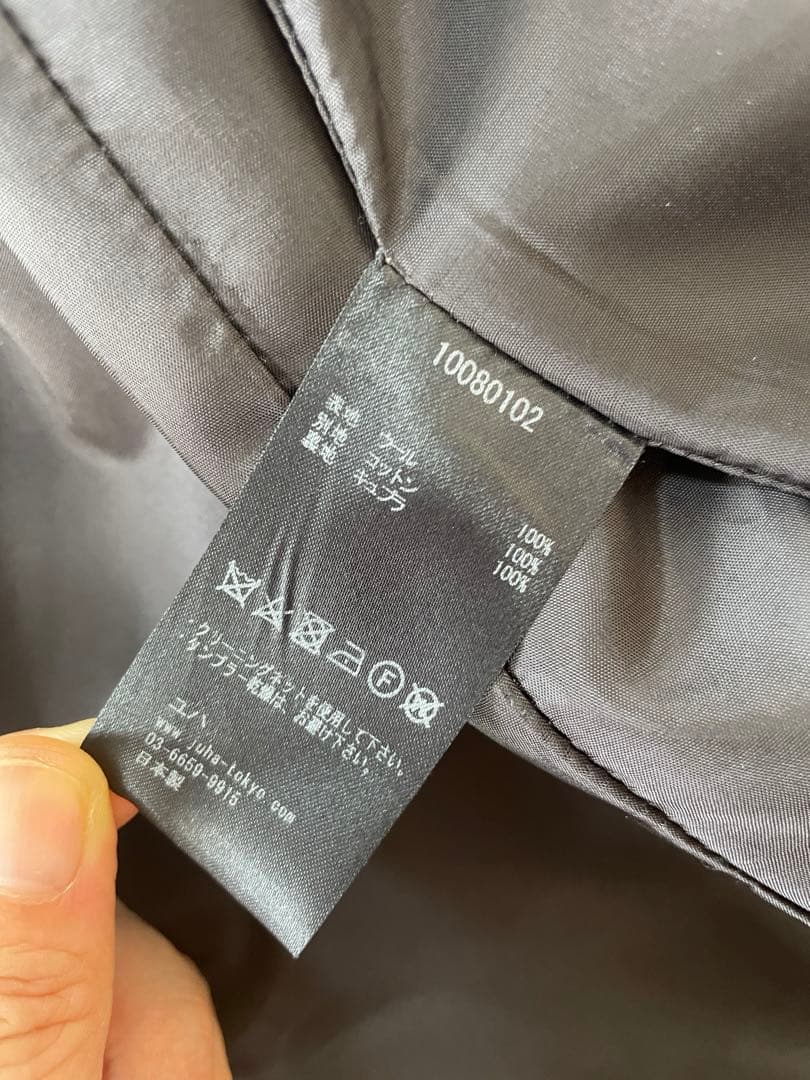 10080102
表地 ウール 100%
別地 コットン 100%
裏地 キュプラ 100%
F
W
・クリーニングネットを使用して下さい。
・タンブラー乾燥は、お避け下さい。
ユハ
www.juha-tokyo.com
03-6659-9915
日本製